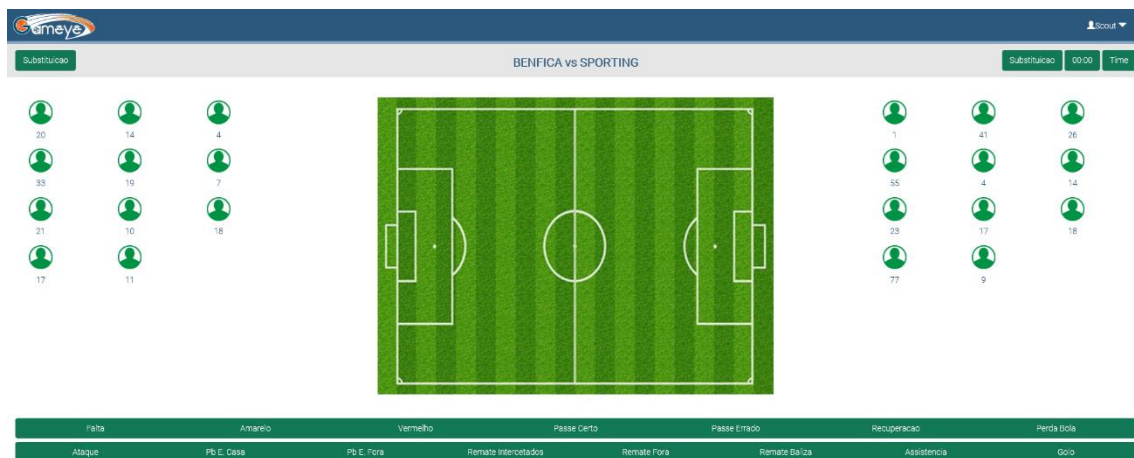 Gameye
Scout
Substituicao
BENFICA vs SPORTING
Substituicao 00:00 Time
20 14 4
33 19 7
21 10 18
17 11
1 41 26
55 4 14
23 17 18
77 9
Falta Amarelo Vermelho Passe Certo Passe Errado Recuperacao Perda Bola
Ataque Pb E. Casa Pb E. Fora Remate Intercetados Remate Fora Remate Baliza Assistencia Golo